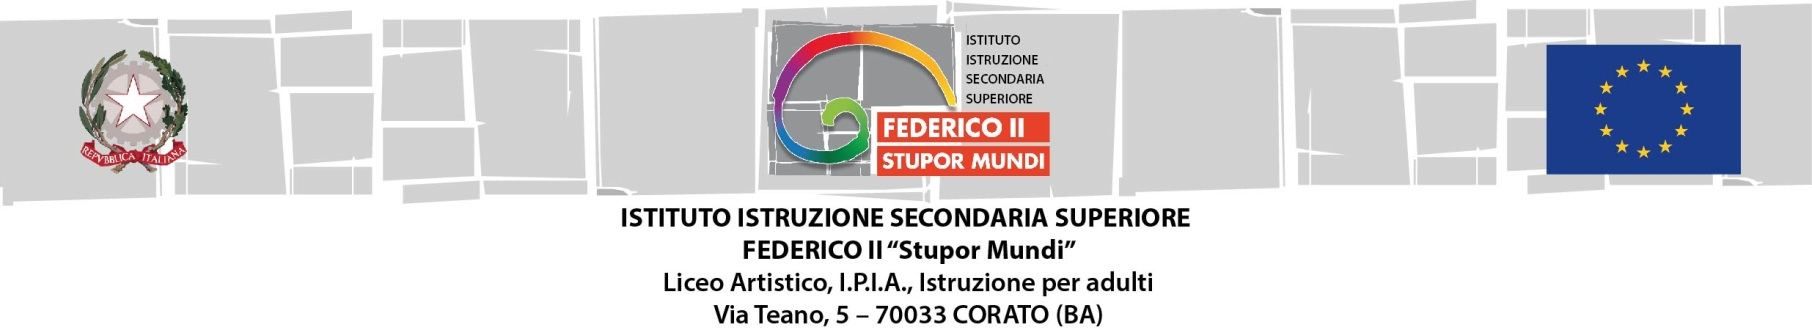 ISTITUTO
ISTRUZIONE
SECONDARIA
SUPERIORE
FEDERICO II
STUPOR MUNDI
REPVBBLICA ITALIANA
ISTITUTO ISTRUZIONE SECONDARIA SUPERIORE
FEDERICO II “Stupor Mundi”
Liceo Artistico, I.P.I.A., Istruzione per adulti
Via Teano, 5 – 70033 CORATO (BA)